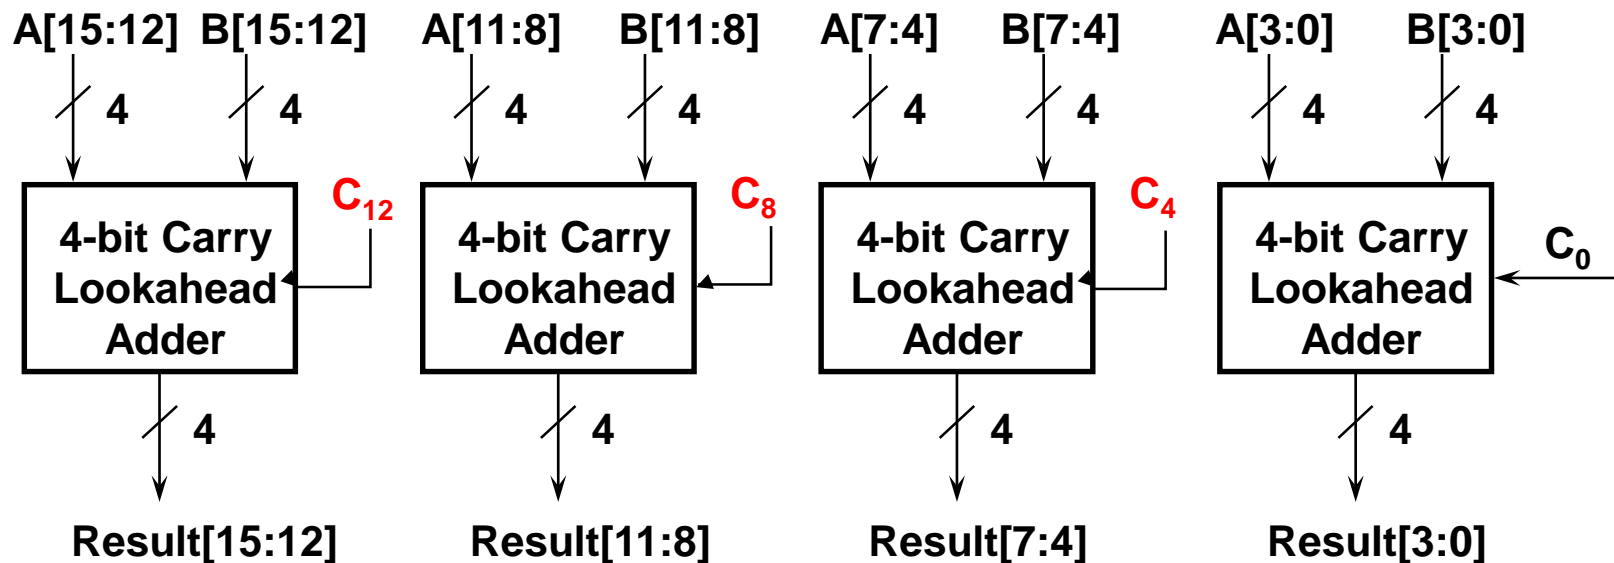 A[15:12] B[15:12] A[11:8] B[11:8] A[7:4] B[7:4] A[3:0] B[3:0]
4 4 4 4 4 4 4 4
C12 C8 C4
4-bit Carry 4-bit Carry 4-bit Carry 4-bit Carry C0
Lookahead Lookahead Lookahead Lookahead
Adder Adder Adder Adder
4 4 4 4
Result[15:12] Result[11:8] Result[7:4] Result[3:0]